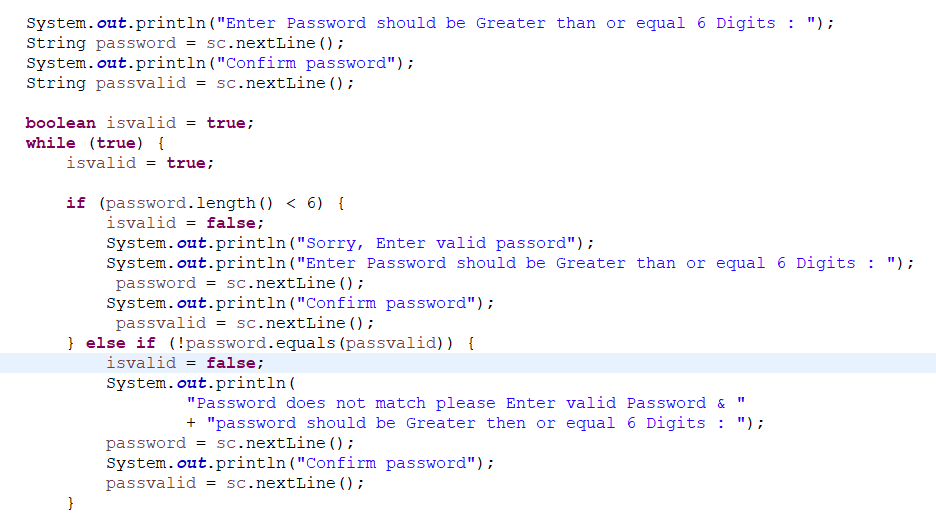 System.out.println("Enter Password should be Greater than or equal 6 Digits : ");
String password = sc.nextLine();
System.out.println("Confirm password");
String passvalid = sc.nextLine();
boolean isvalid = true;
while (true) {
isvalid = true;
if (password.length() < 6) {
isvalid = false;
System.out.println("Sorry, Enter valid passord");
System.out.println("Enter Password should be Greater than or equal 6 Digits : ");
password = sc.nextLine();
System.out.println("Confirm password");
passvalid = sc.nextLine();
} else if (!password.equals(passvalid)) {
isvalid = false;
System.out.println(
"Password does not match please Enter valid Password & "
+ "password should be Greater then or equal 6 Digits : ");
password = sc.nextLine();
System.out.println("Confirm password");
passvalid = sc.nextLine();
}